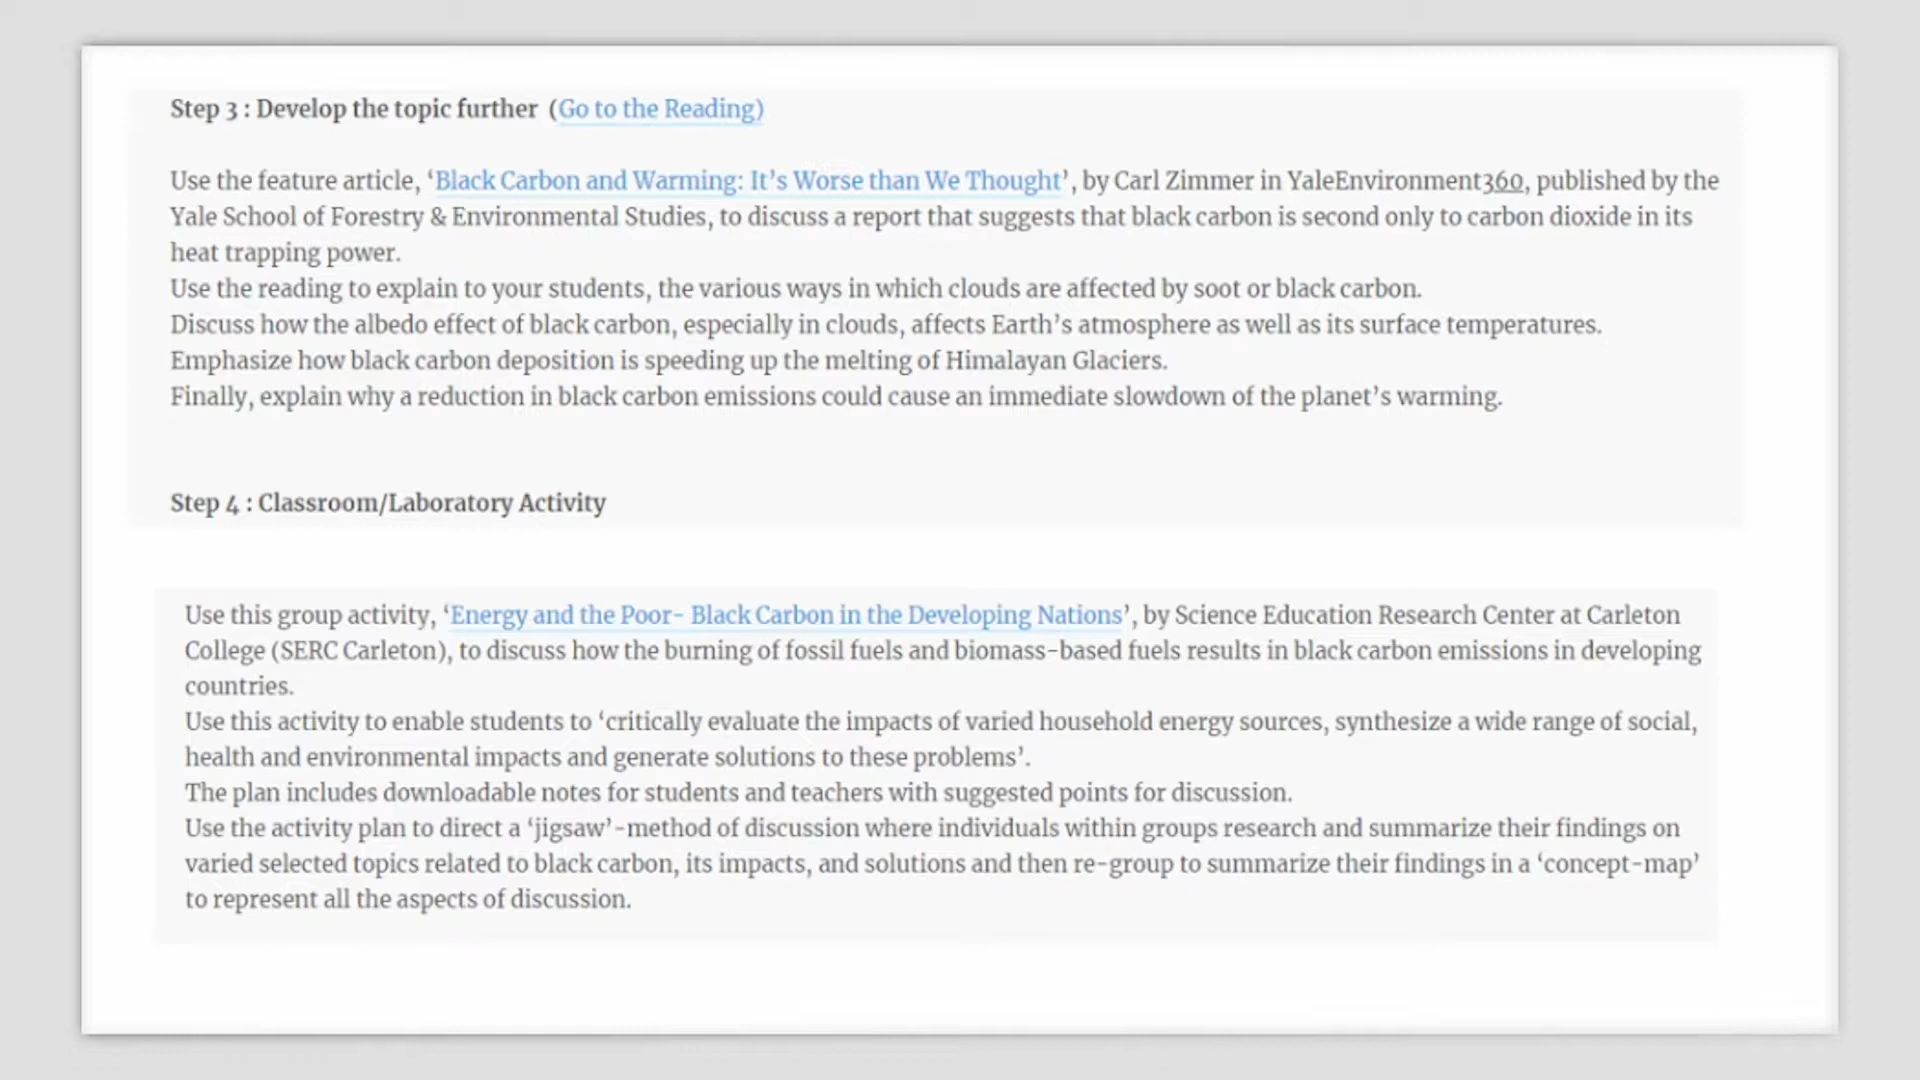 Step 3 : Develop the topic further (Go to the Reading)
Use the feature article, ‘Black Carbon and Warming: It’s Worse than We Thought’, by Carl Zimmer in YaleEnvironment360, published by the
Yale School of Forestry & Environmental Studies, to discuss a report that suggests that black carbon is second only to carbon dioxide in its
heat trapping power.
Use the reading to explain to your students, the various ways in which clouds are affected by soot or black carbon.
Discuss how the albedo effect of black carbon, especially in clouds, affects Earth’s atmosphere as well as its surface temperatures.
Emphasize how black carbon deposition is speeding up the melting of Himalayan Glaciers.
Finally, explain why a reduction in black carbon emissions could cause an immediate slowdown of the planet’s warming.
Step 4 : Classroom/Laboratory Activity
Use this group activity, ‘Energy and the Poor- Black Carbon in the Developing Nations’, by Science Education Research Center at Carleton
College (SERC Carleton), to discuss how the burning of fossil fuels and biomass-based fuels results in black carbon emissions in developing
countries.
Use this activity to enable students to ‘critically evaluate the impacts of varied household energy sources, synthesize a wide range of social,
health and environmental impacts and generate solutions to these problems’.
The plan includes downloadable notes for students and teachers with suggested points for discussion.
Use the activity plan to direct a ‘jigsaw’-method of discussion where individuals within groups research and summarize their findings on
varied selected topics related to black carbon, its impacts, and solutions and then re-group to summarize their findings in a ‘concept-map’
to represent all the aspects of discussion.